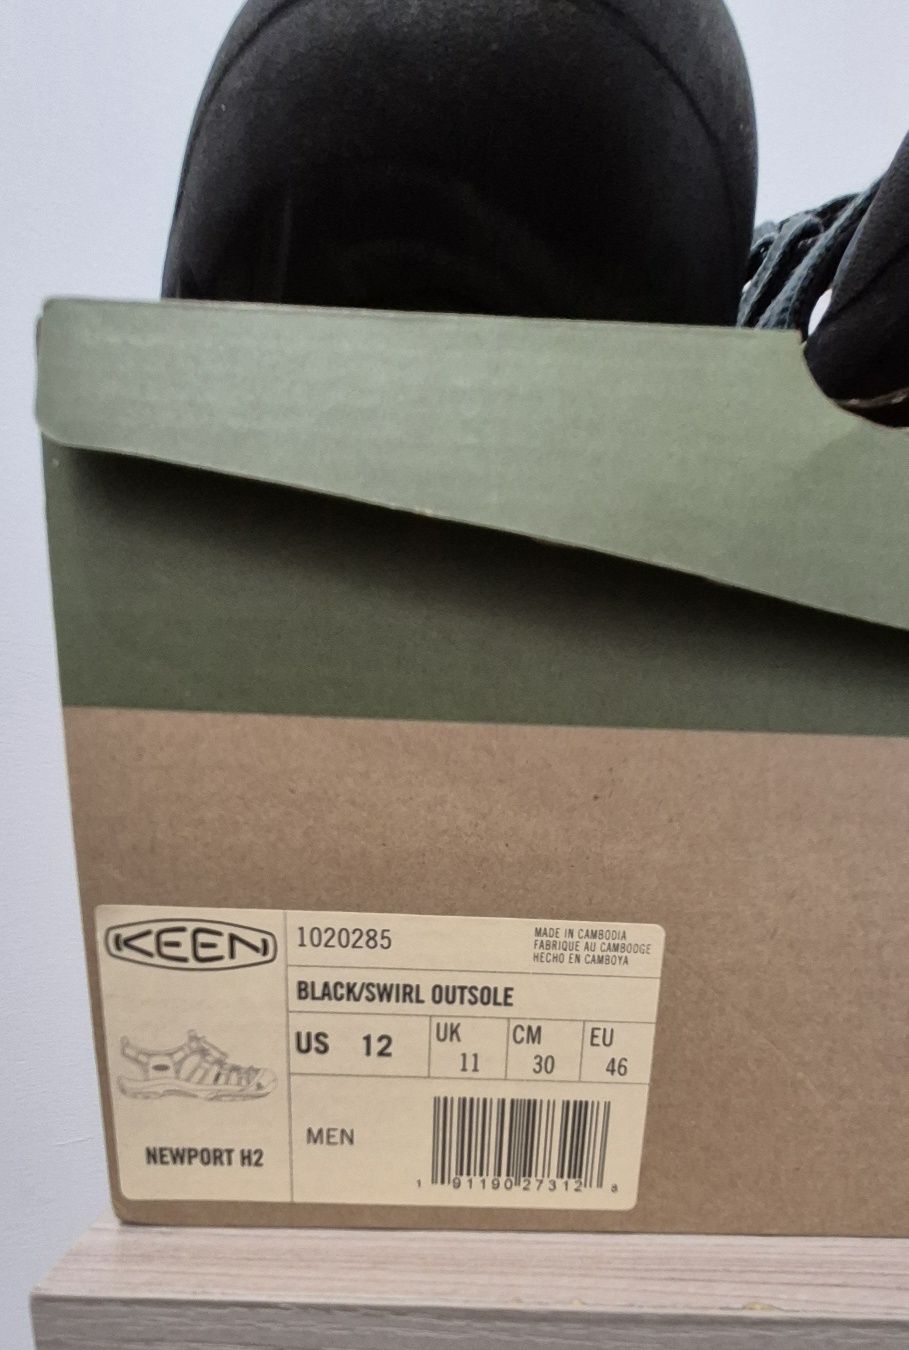 KEEN
1020285
MADE IN CAMBODIA
FABRIQUE AU CAMBODGE
HECHO EN CAMBOYA
BLACK/SWIRL OUTSOLE
US 12
UK 11
CM 30
EU 46
NEWPORT H2
MEN
1 91190 27312 8